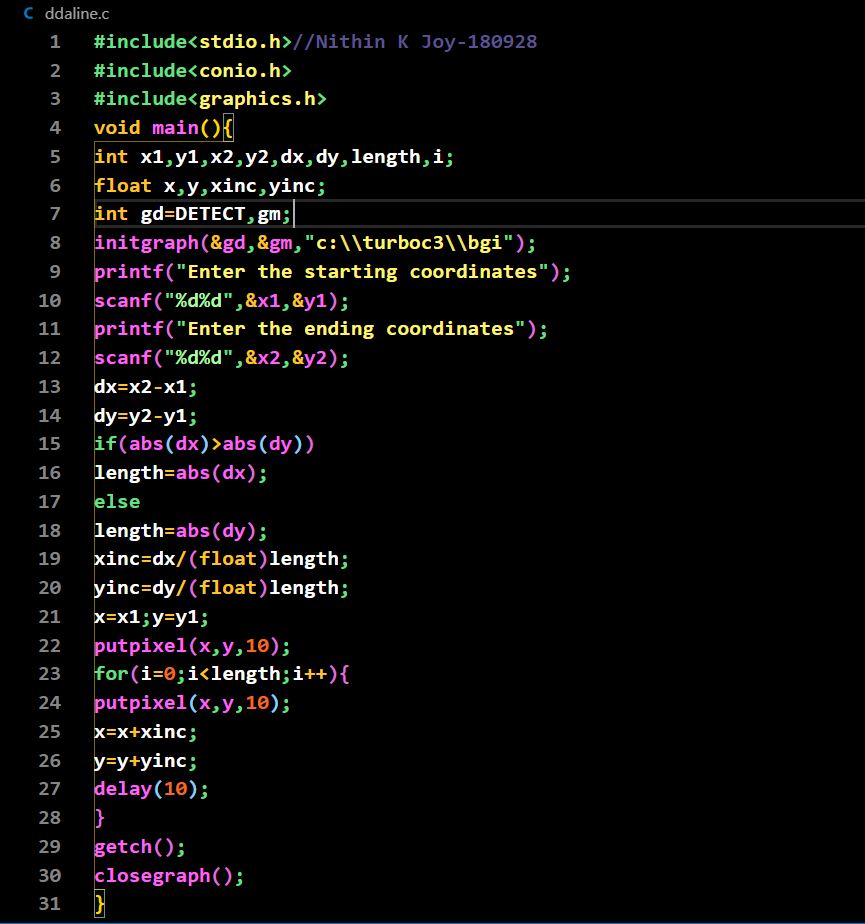 C ddaline.c
1 #include<stdio.h>//Nithin K Joy-180928
2 #include<conio.h>
3 #include<graphics.h>
4 void main(){
5 int x1,y1,x2,y2,dx,dy,length,i;
6 float x,y,xinc,yinc;
7 int gd=DETECT,gm;
8 initgraph(&gd,&gm,"c:\\turboc3\\bgi");
9 printf("Enter the starting coordinates");
10 scanf("%d%d",&x1,&y1);
11 printf("Enter the ending coordinates");
12 scanf("%d%d",&x2,&y2);
13 dx=x2-x1;
14 dy=y2-y1;
15 if(abs(dx)>abs(dy))
16 length=abs(dx);
17 else
18 length=abs(dy);
19 xinc=dx/(float)length;
20 yinc=dy/(float)length;
21 x=x1;y=y1;
22 putpixel(x,y,10);
23 for(i=0;i<length;i++){
24 putpixel(x,y,10);
25 x=x+xinc;
26 y=y+yinc;
27 delay(10);
28 }
29 getch();
30 closegraph();
31 }